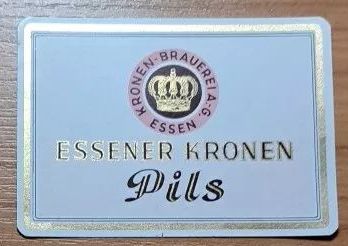 KRONEN-BRAUEREI A.G.
ESSEN
ESSENER KRONEN
Pils